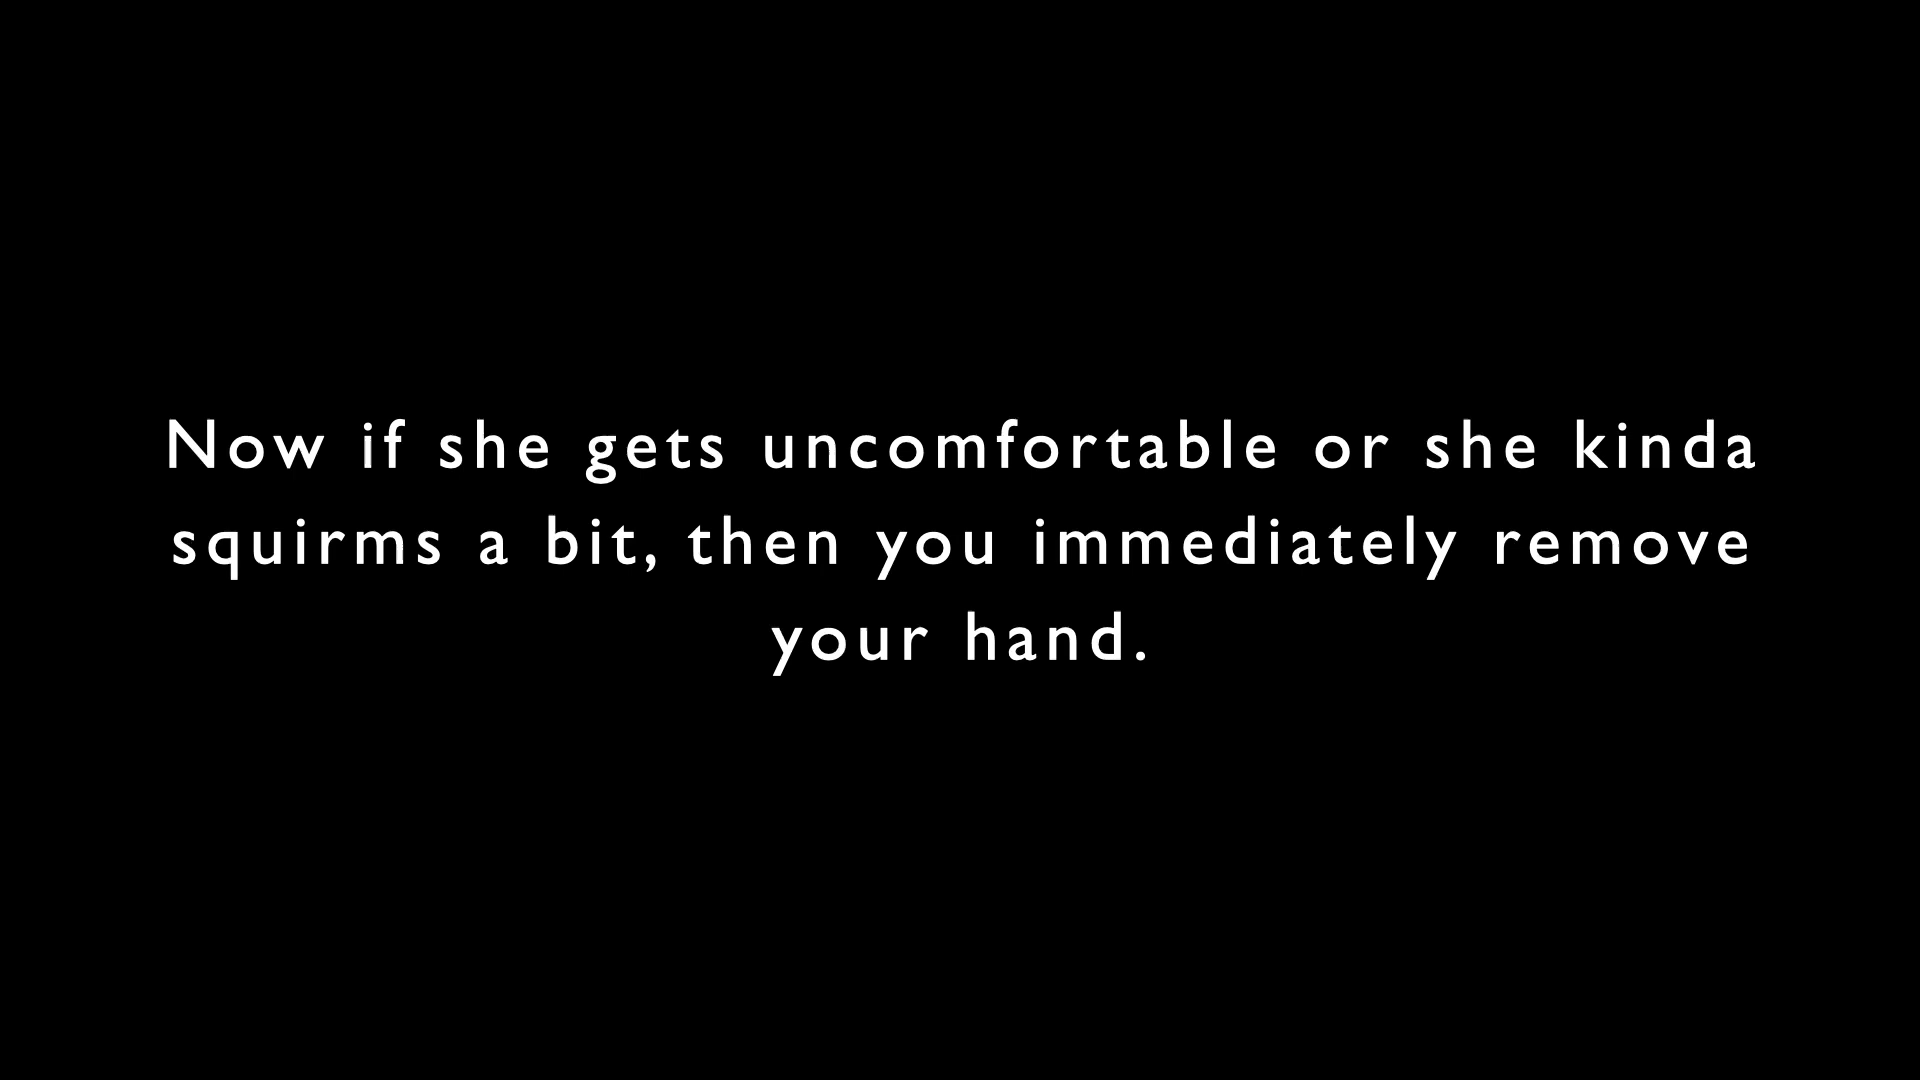 Now if she gets uncomfortable or she kinda
squirms a bit, then you immediately remove
your hand.